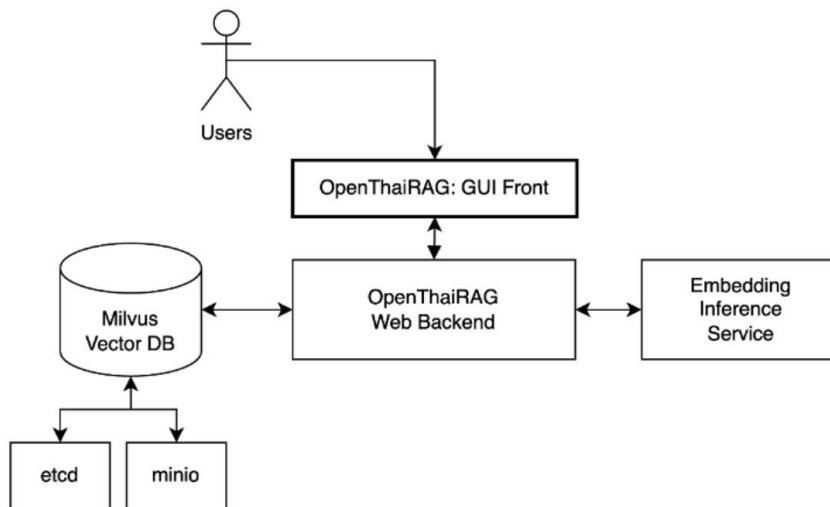 Users
OpenThaiRAG: GUI Front
Milvus
Vector DB
OpenThaiRAG
Web Backend
Embedding
Inference
Service
etcd
minio